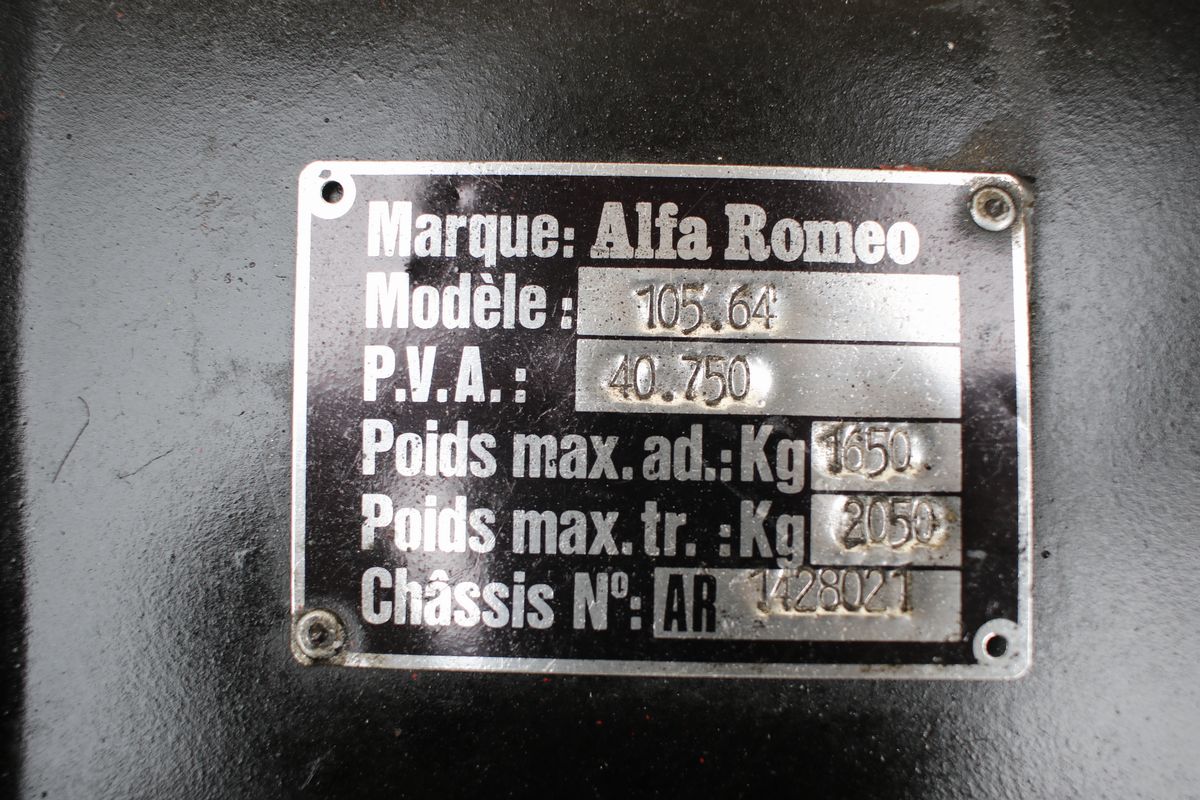 Marque: Alfa Romeo
Modèle: 105.64
P.V.A.: 40.750
Poids max. ad.: Kg 1650
Poids max. tr. : Kg 2050
Châssis Nº: AR 1428021